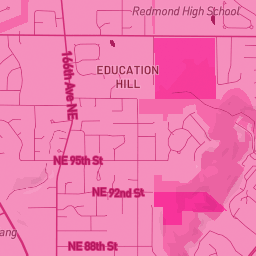 Redmond High School
166th Ave NE
EDUCATION
HILL
NE 95th St
NE 92nd St
NE 88th St